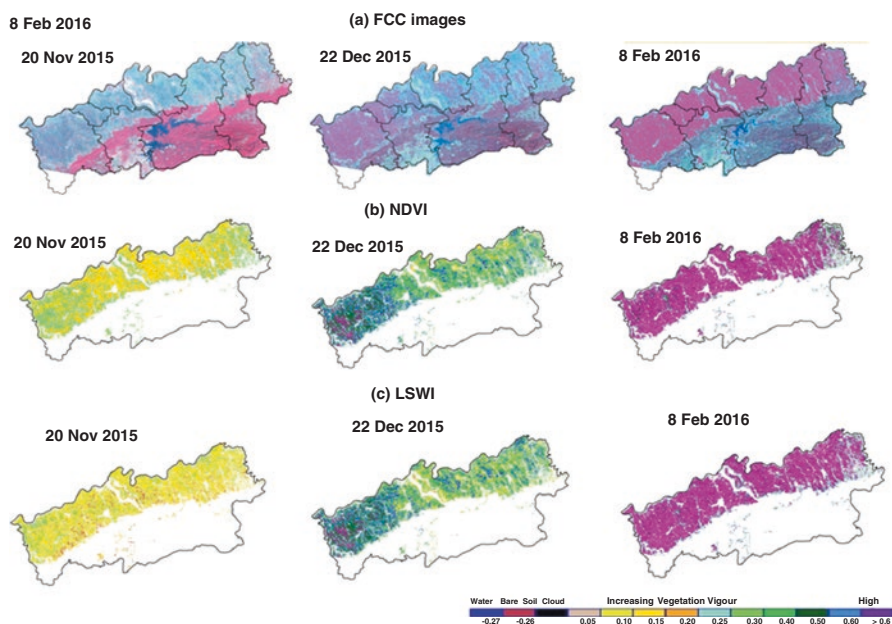 8 Feb 2016
(a) FCC images
20 Nov 2015
22 Dec 2015
8 Feb 2016
(b) NDVI
20 Nov 2015
22 Dec 2015
8 Feb 2016
(c) LSWI
20 Nov 2015
22 Dec 2015
8 Feb 2016
Water Bare Soil Cloud Increasing Vegetation Vigour High
-0.27 -0.26 0.05 0.10 0.15 0.20 0.25 0.30 0.40 0.50 0.60 > 0.6